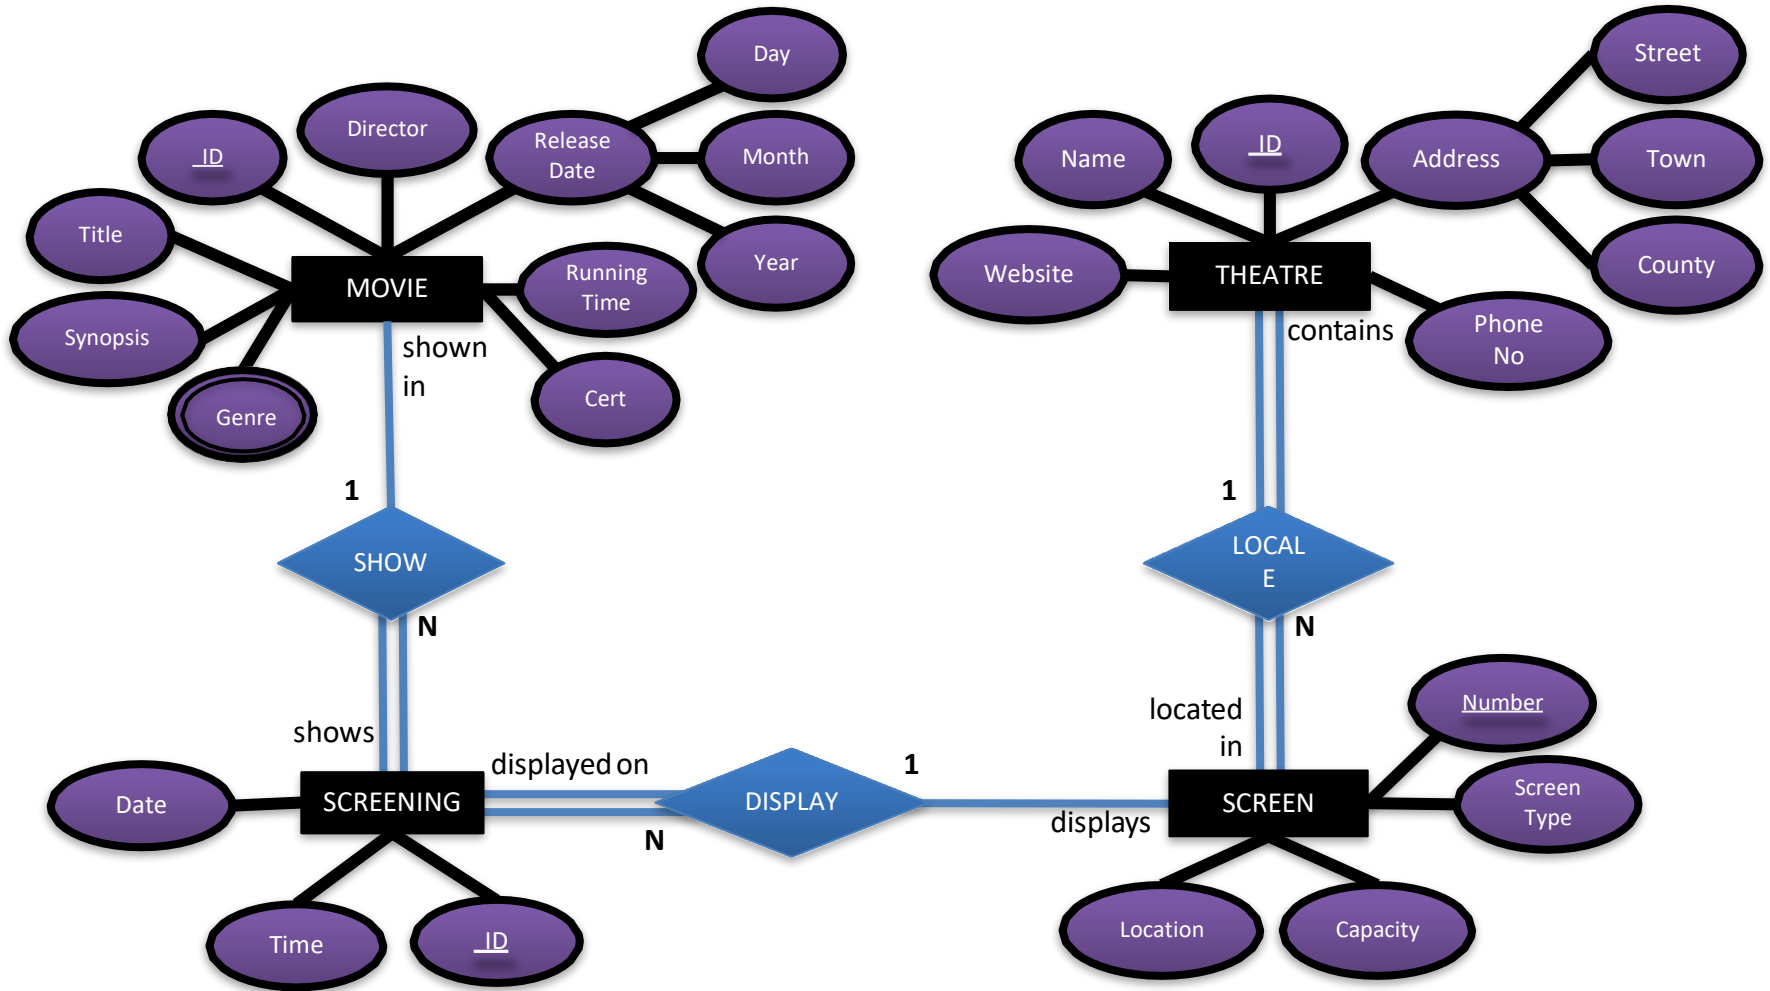 Day
Street
Director
Release
Date
ID
Month
Name
ID
Address
Town
Title
Year
Running
Time
Website
County
MOVIE
THEATRE
Synopsis
shown
in
contains
Phone
No
Genre
Cert
1
1
SHOW
LOCAL
E
N
N
shows
located
in
Number
displayed on
1
Date
SCREENING
DISPLAY
SCREEN
Screen
Type
N
displays
Time
ID
Location
Capacity